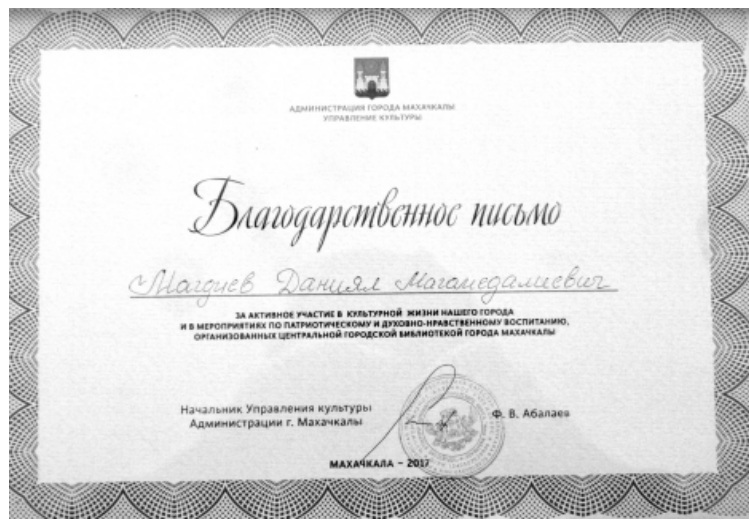 АДМИНИСТРАЦИЯ ГОРОДА МАХАЧКАЛЫ
УПРАВЛЕНИЕ КУЛЬТУРЫ
Благодарственное письмо
Магдиев Даниял Магомедалиевич
ЗА АКТИВНОЕ УЧАСТИЕ В КУЛЬТУРНОЙ ЖИЗНИ НАШЕГО ГОРОДА
И В МЕРОПРИЯТИЯХ ПО ПАТРИОТИЧЕСКОМУ И ДУХОВНО-НРАВСТВЕННОМУ ВОСПИТАНИЮ,
ОРГАНИЗОВАННЫХ ЦЕНТРАЛЬНОЙ ГОРОДСКОЙ БИБЛИОТЕКОЙ ГОРОДА МАХАЧКАЛЫ
Начальник Управления культуры
Администрации г. Махачкалы
Ф. В. Абалаев
МАХАЧКАЛА – 2017